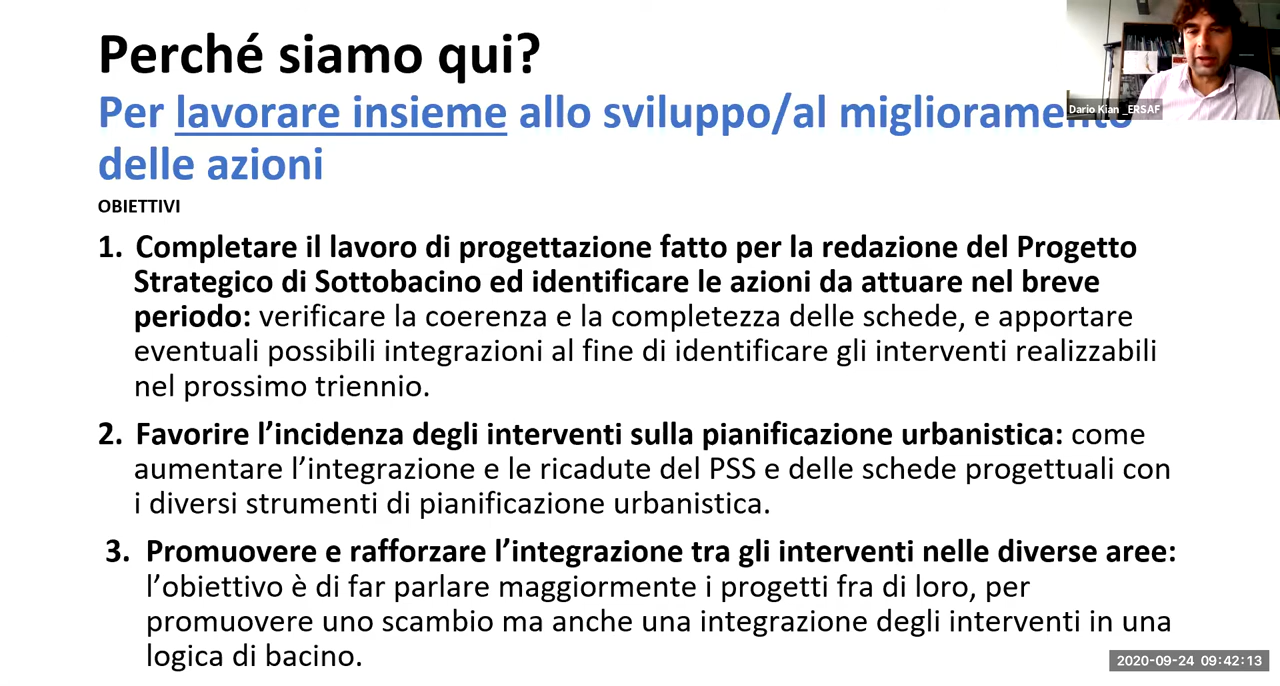 Perché siamo qui?
Per lavorare insieme allo sviluppo/al miglioramento
delle azioni
Dario Kian _ERSAF
OBIETTIVI
1. Completare il lavoro di progettazione fatto per la redazione del Progetto
Strategico di Sottobacino ed identificare le azioni da attuare nel breve
periodo: verificare la coerenza e la completezza delle schede, e apportare
eventuali possibili integrazioni al fine di identificare gli interventi realizzabili
nel prossimo triennio.
2. Favorire l’incidenza degli interventi sulla pianificazione urbanistica: come
aumentare l’integrazione e le ricadute del PSS e delle schede progettuali con
i diversi strumenti di pianificazione urbanistica.
3. Promuovere e rafforzare l’integrazione tra gli interventi nelle diverse aree:
l’obiettivo è di far parlare maggiormente i progetti fra di loro, per
promuovere uno scambio ma anche una integrazione degli interventi in una
logica di bacino.
2020-09-24 09:42:13